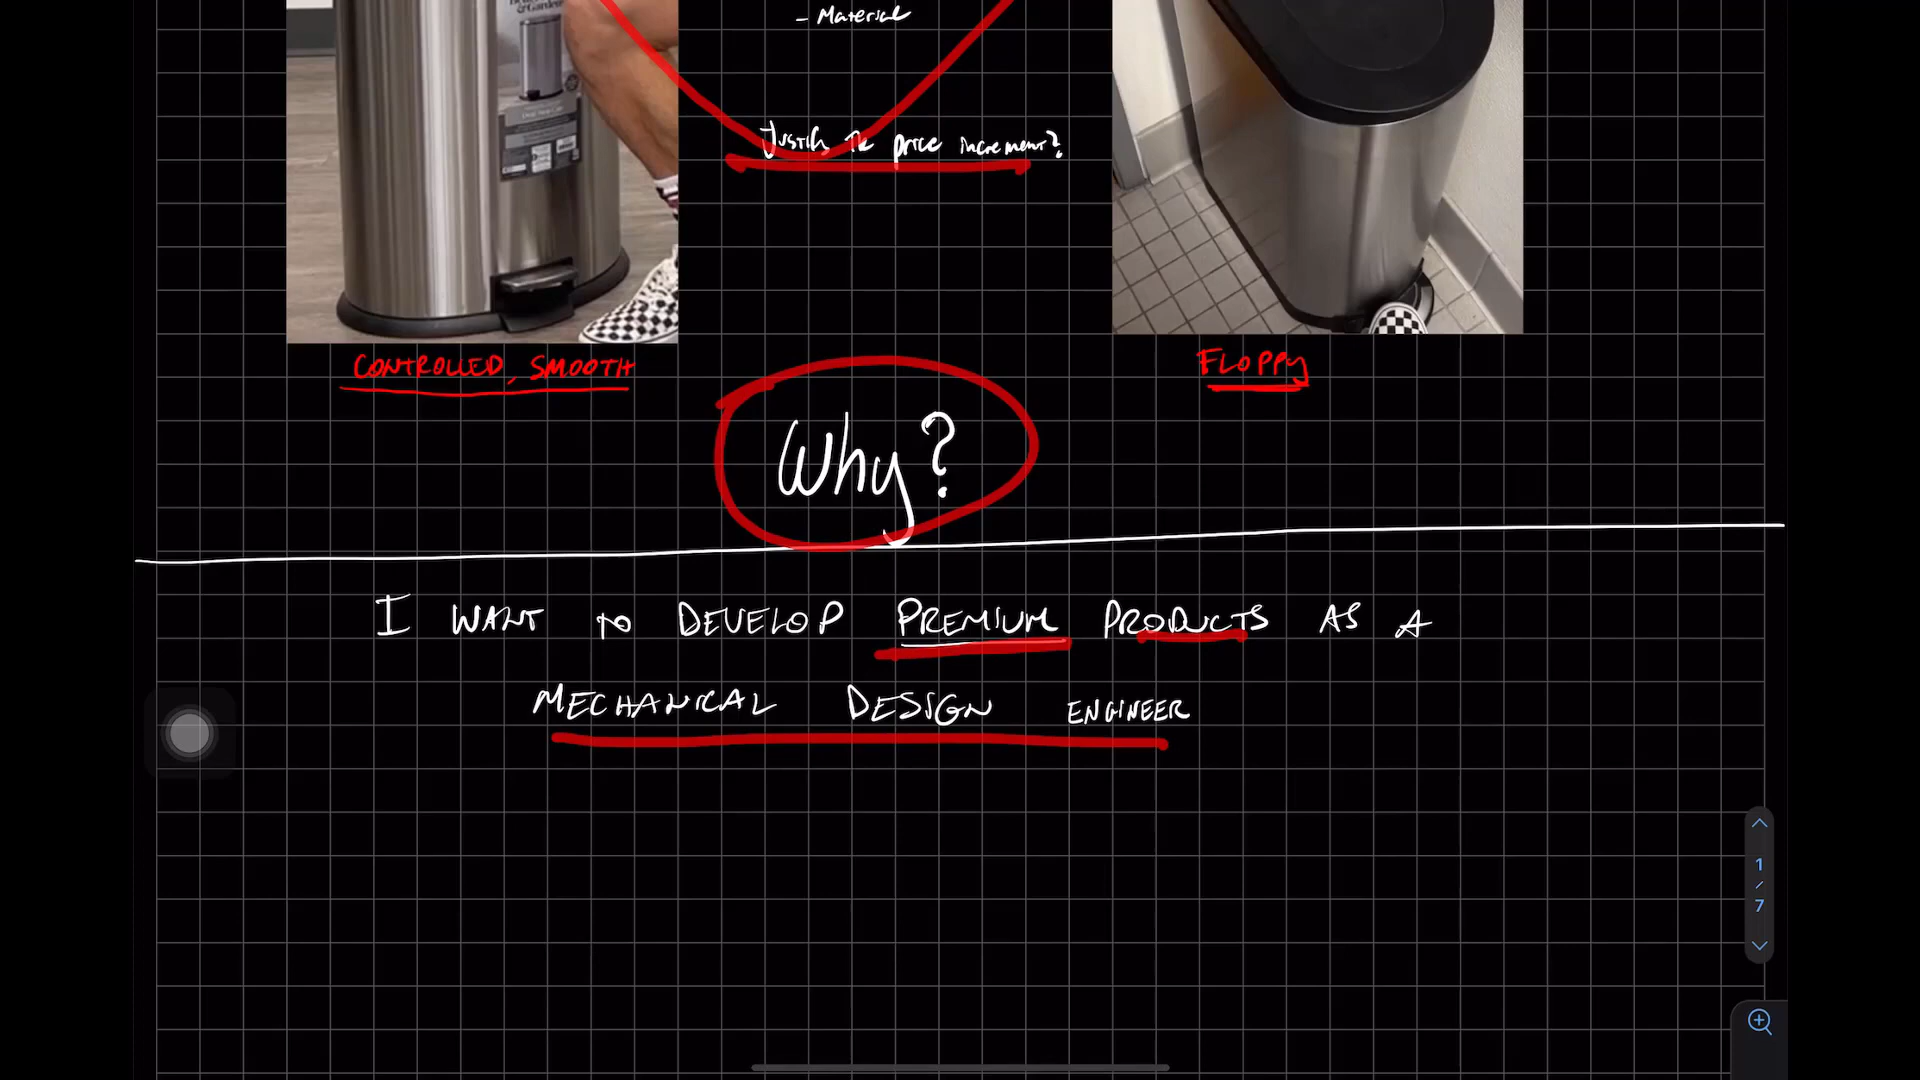 - Material
Justify the price increment?
CONTROLLED, SMOOTH
FLOPPY
Why?
I WANT to DEVELOP PREMIUM PRODUCTS AS A
MECHANICAL DESIGN ENGINEER
1
/
7